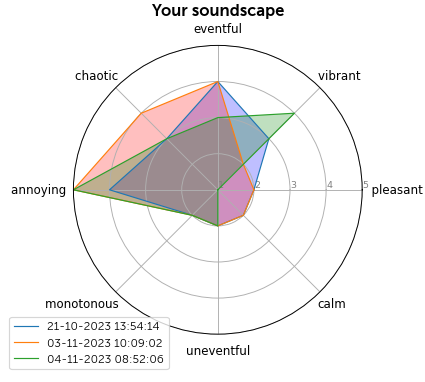 Your soundscape
eventful
chaotic
vibrant
annoying
1 2 3 4 5
pleasant
monotonous
calm
uneventful
21-10-2023 13:54:14
03-11-2023 10:09:02
04-11-2023 08:52:06